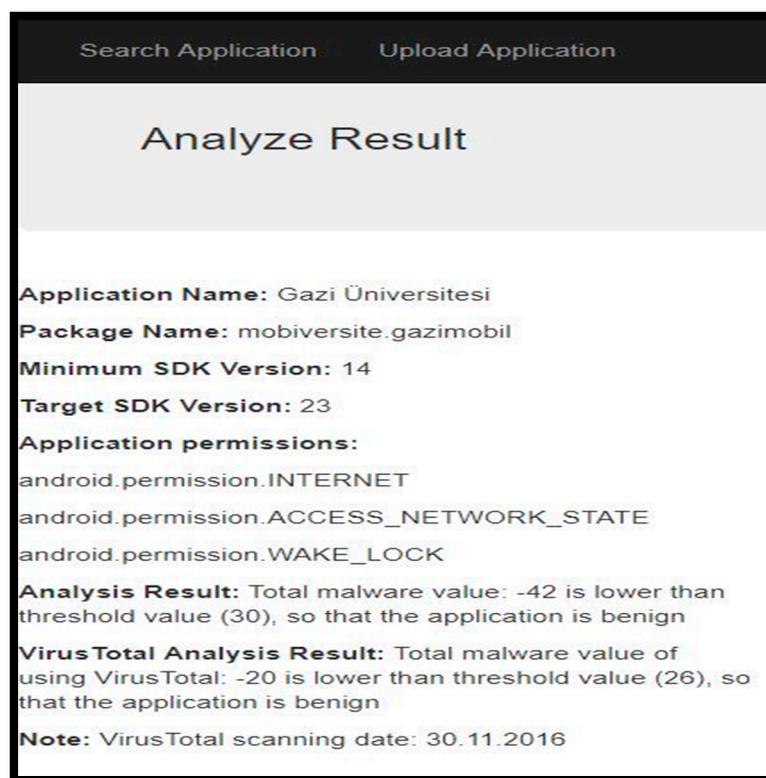 Search Application Upload Application
Analyze Result
Application Name: Gazi Üniversitesi
Package Name: mobiversite.gazimobil
Minimum SDK Version: 14
Target SDK Version: 23
Application permissions:
android.permission.INTERNET
android.permission.ACCESS_NETWORK_STATE
android.permission.WAKE_LOCK
Analysis Result: Total malware value: -42 is lower than
threshold value (30), so that the application is benign
VirusTotal Analysis Result: Total malware value of
using VirusTotal: -20 is lower than threshold value (26), so
that the application is benign
Note: VirusTotal scanning date: 30.11.2016